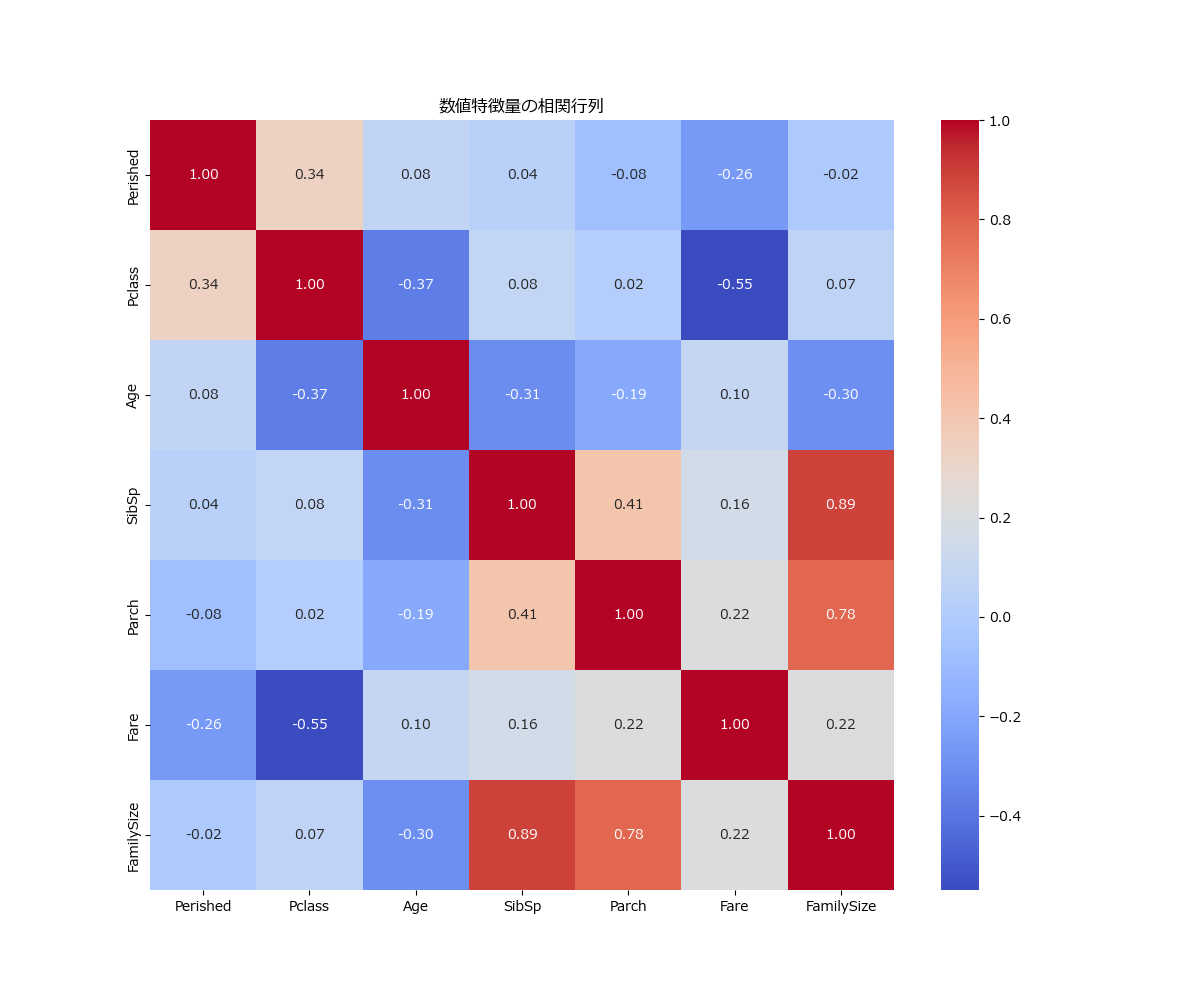 数値特徴量の相関行列
Perished 1.00 0.34 0.08 0.04 -0.08 -0.26 -0.02
Pclass 0.34 1.00 -0.37 0.08 0.02 -0.55 0.07
Age 0.08 -0.37 1.00 -0.31 -0.19 0.10 -0.30
SibSp 0.04 0.08 -0.31 1.00 0.41 0.16 0.89
Parch -0.08 0.02 -0.19 0.41 1.00 0.22 0.78
Fare -0.26 -0.55 0.10 0.16 0.22 1.00 0.22
FamilySize -0.02 0.07 -0.30 0.89 0.78 0.22 1.00
Perished Pclass Age SibSp Parch Fare FamilySize
1.0
0.8
0.6
0.4
0.2
0.0
−0.2
−0.4